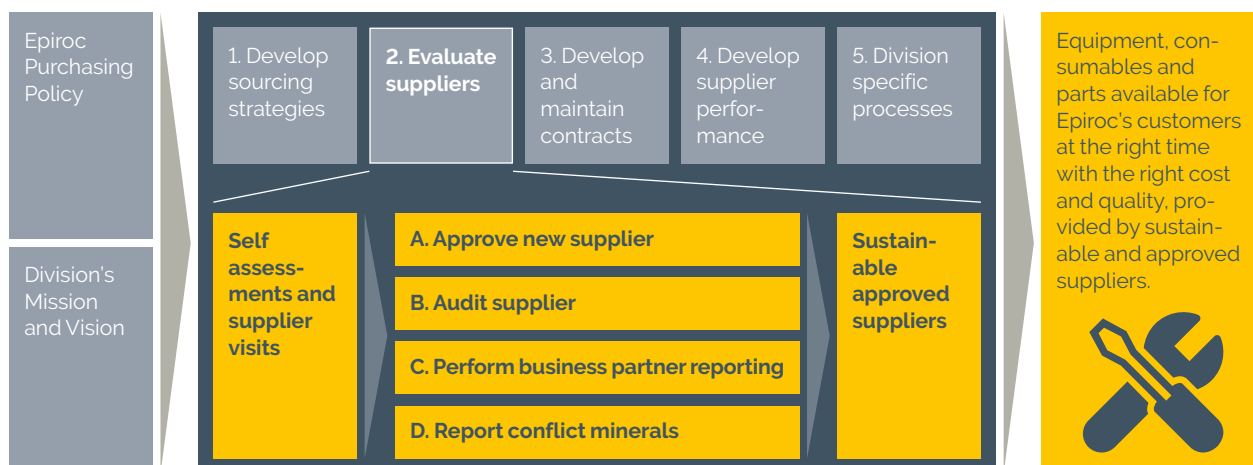 Epiroc
Purchasing
Policy
Division's
Mission
and Vision
1. Develop
sourcing
strategies
2. Evaluate
suppliers
3. Develop
and
maintain
contracts
4. Develop
supplier
perfor-
mance
5. Division
specific
processes
Self
assess-
ments and
supplier
visits
A. Approve new supplier
B. Audit supplier
C. Perform business partner reporting
D. Report conflict minerals
Sustain-
able
approved
suppliers
Equipment, con-
sumables and
parts available for
Epiroc's customers
at the right time
with the right cost
and quality, pro-
vided by sustain-
able and approved
suppliers.